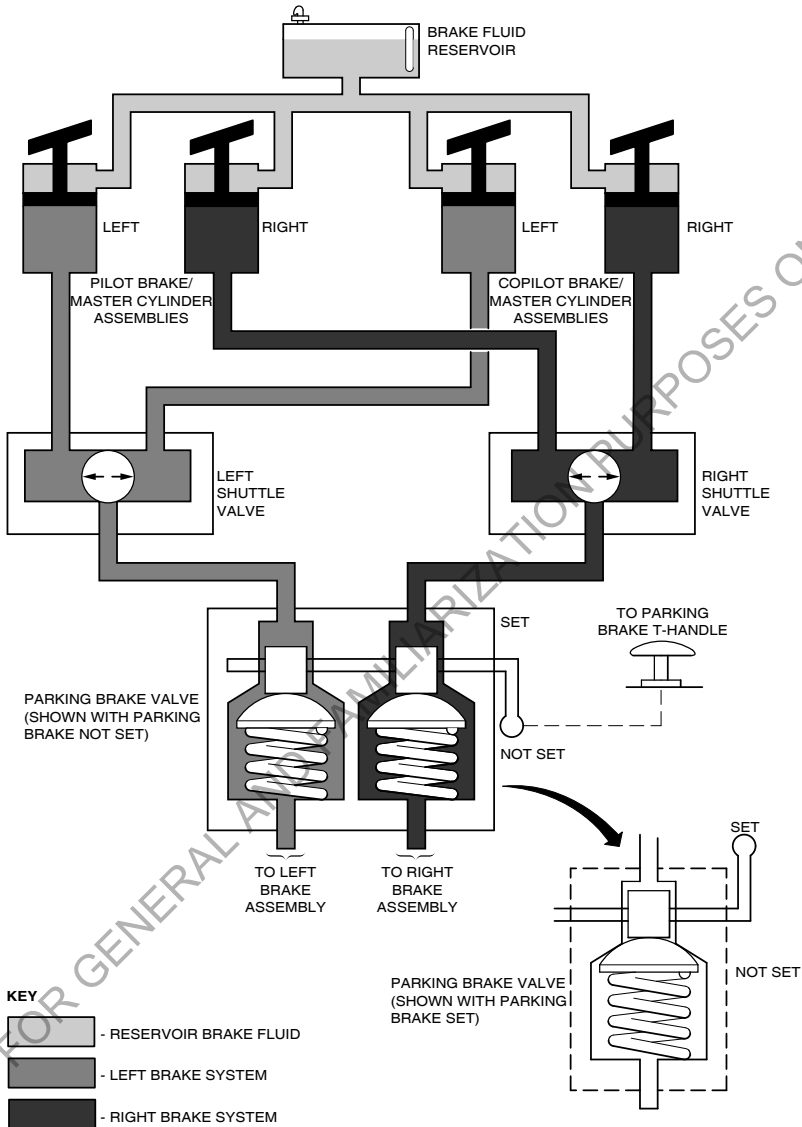 BRAKE FLUID
RESERVOIR
LEFT
RIGHT
LEFT
RIGHT
PILOT BRAKE/
MASTER CYLINDER
ASSEMBLIES
COPILOT BRAKE/
MASTER CYLINDER
ASSEMBLIES
LEFT
SHUTTLE
VALVE
RIGHT
SHUTTLE
VALVE
SET
TO PARKING
BRAKE T-HANDLE
PARKING BRAKE VALVE
(SHOWN WITH PARKING
BRAKE NOT SET)
NOT SET
TO LEFT
BRAKE
ASSEMBLY
TO RIGHT
BRAKE
ASSEMBLY
SET
NOT SET
PARKING BRAKE VALVE
(SHOWN WITH PARKING
BRAKE SET)
KEY
- RESERVOIR BRAKE FLUID
- LEFT BRAKE SYSTEM
- RIGHT BRAKE SYSTEM
FOR GENERAL AND FAMILIARIZATION PURPOSES